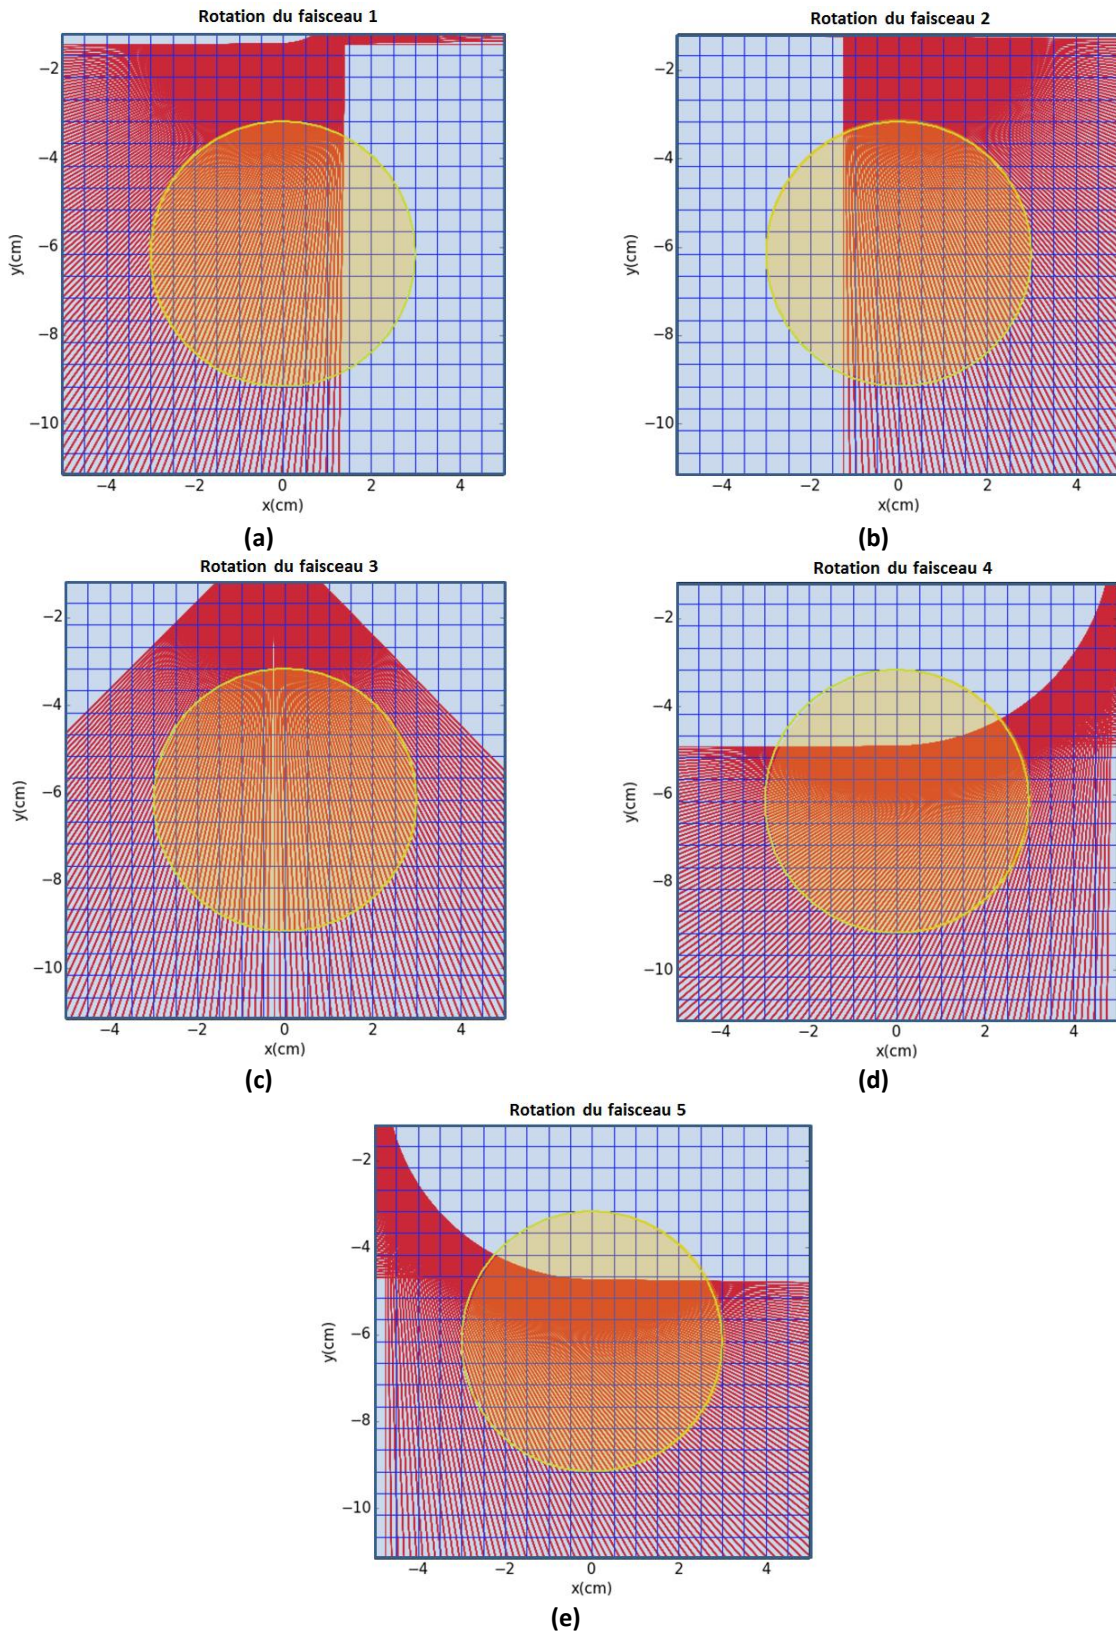 Rotation du faisceau 1
Rotation du faisceau 2
−2
−4
−6
−8
−10
y(cm)
−4 −2 0 2 4
x(cm)
−2
−4
−6
−8
−10
y(cm)
−4 −2 0 2 4
x(cm)
(a)
(b)
Rotation du faisceau 3
Rotation du faisceau 4
−2
−4
−6
−8
−10
y(cm)
−4 −2 0 2 4
x(cm)
−2
−4
−6
−8
−10
y(cm)
−4 −2 0 2 4
x(cm)
(c)
(d)
Rotation du faisceau 5
−2
−4
−6
−8
−10
y(cm)
−4 −2 0 2 4
x(cm)
(e)